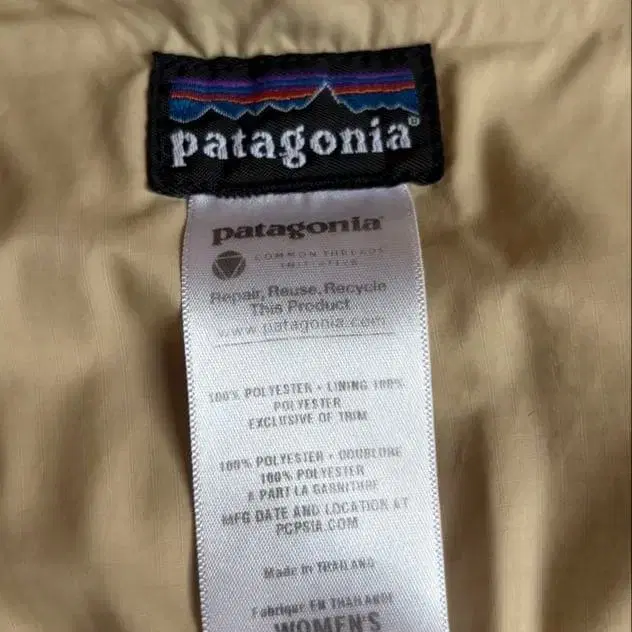 patagonia®
patagonia®
COMMON THREADS
INITIATIVE
Repair, Reuse, Recycle
This Product
www.patagonia.com
100% POLYESTER • LINING 100%
POLYESTER
EXCLUSIVE OF TRIM
100% POLYESTER • DOUBLURE
100% POLYESTER
À PART LA GARNITURE
MFG DATE AND LOCATION AT
PCPSIA.COM
Made in THAILAND
Fabriqué EN THAILANDE
WOMEN'S